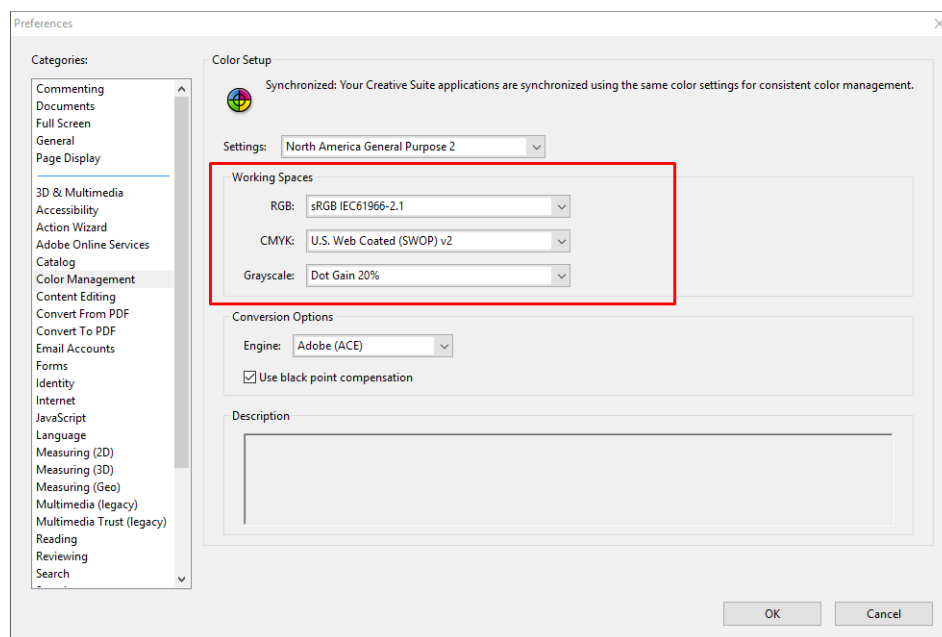 Preferences
Categories:
Commenting
Documents
Full Screen
General
Page Display
3D & Multimedia
Accessibility
Action Wizard
Adobe Online Services
Catalog
Color Management
Content Editing
Convert From PDF
Convert To PDF
Email Accounts
Forms
Identity
Internet
JavaScript
Language
Measuring (2D)
Measuring (3D)
Measuring (Geo)
Multimedia (legacy)
Multimedia Trust (legacy)
Reading
Reviewing
Search
Color Setup
Synchronized: Your Creative Suite applications are synchronized using the same color settings for consistent color management.
Settings: North America General Purpose 2
Working Spaces
RGB: sRGB IEC61966-2.1
CMYK: U.S. Web Coated (SWOP) v2
Grayscale: Dot Gain 20%
Conversion Options
Engine: Adobe (ACE)
Use black point compensation
Description
OK Cancel